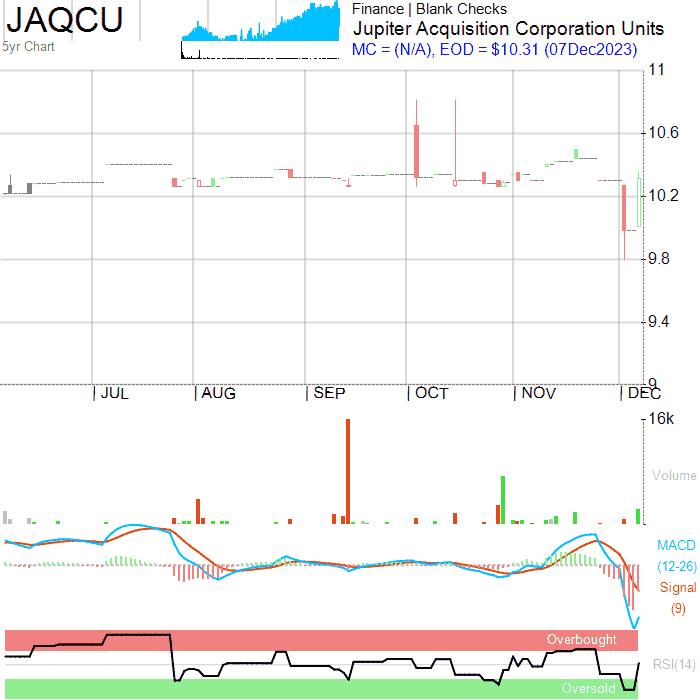 JAQCU
5yr Chart
Finance | Blank Checks
Jupiter Acquisition Corporation Units
MC = (N/A), EOD = $10.31 (07Dec2023)
11
10.6
10.2
9.8
9.4
9
JUL
AUG
SEP
OCT
NOV
DEC
16k
Volume
MACD
(12-26)
Signal
(9)
Overbought
RSI(14)
Oversold